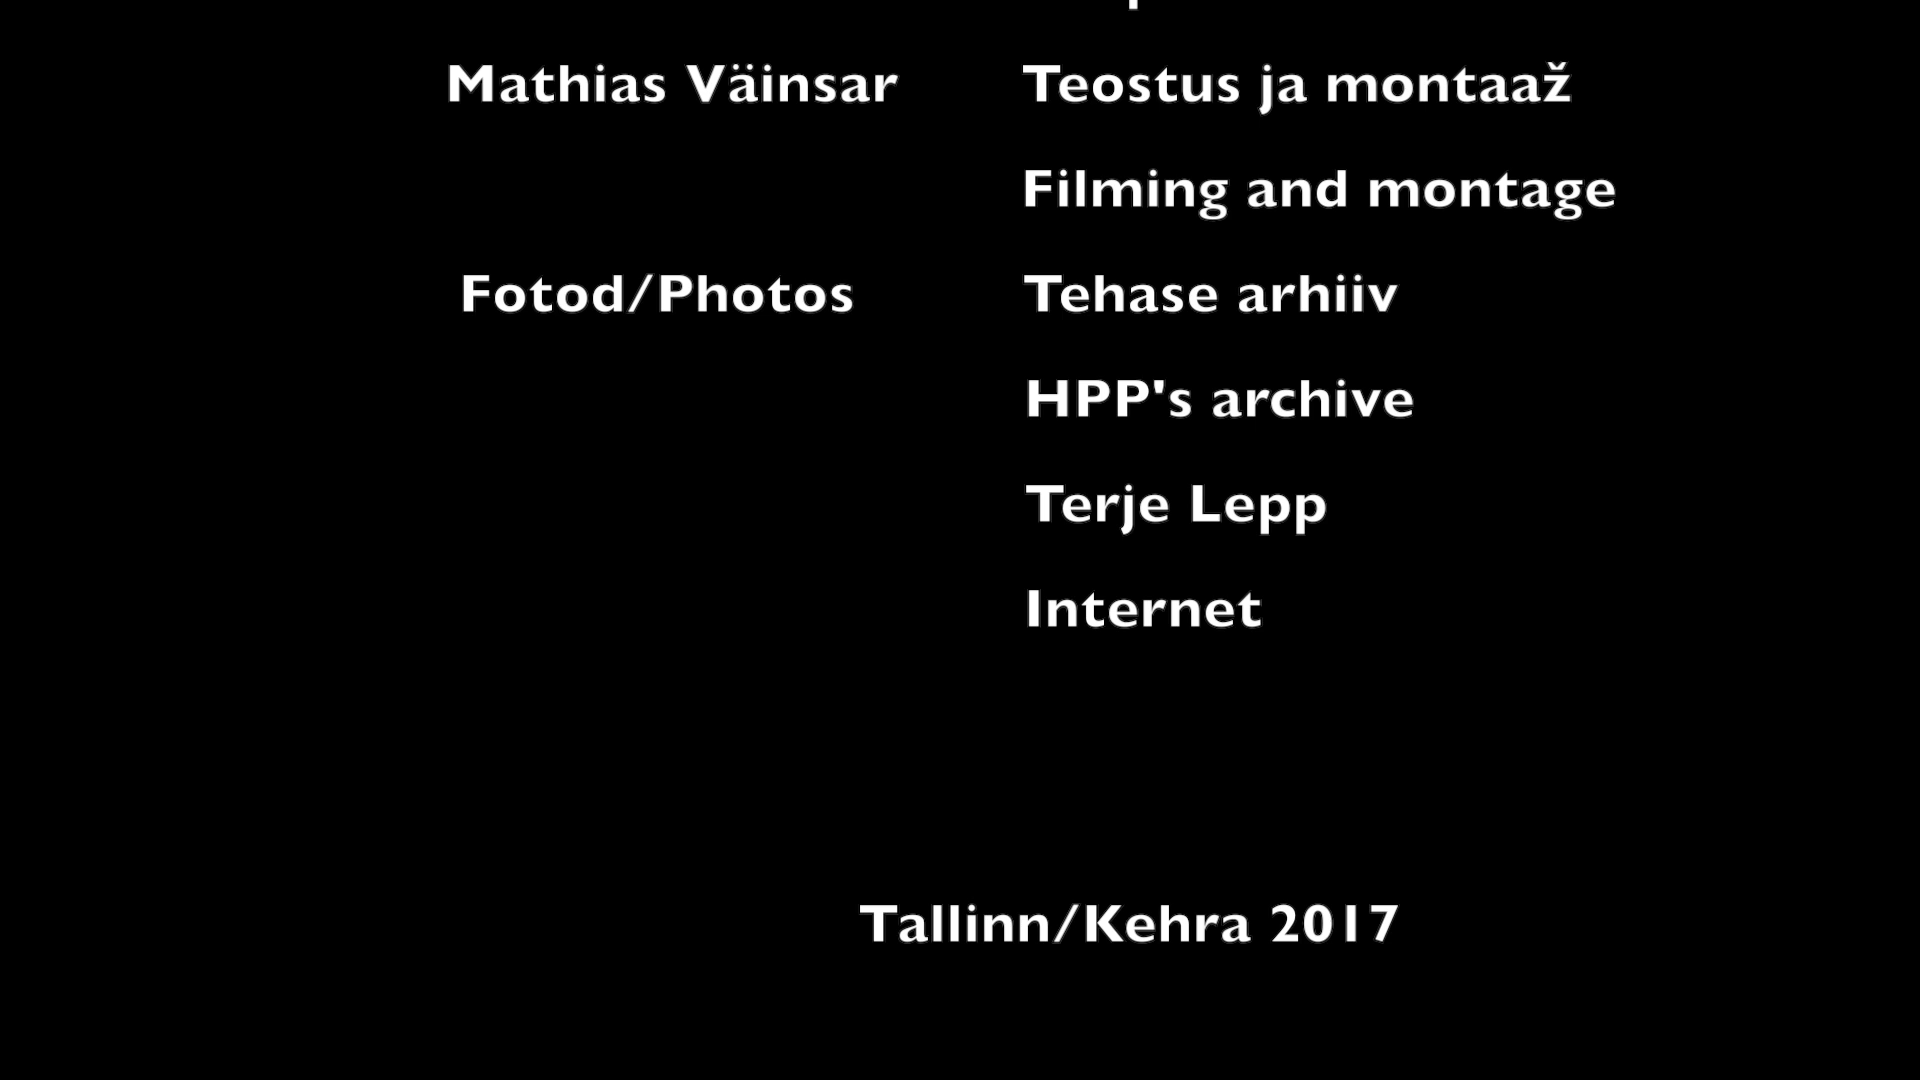 Mathias Väinsar Teostus ja montaaž
Filming and montage
Fotod/Photos Tehase arhiiv
HPP's archive
Terje Lepp
Internet
Tallinn/Kehra 2017